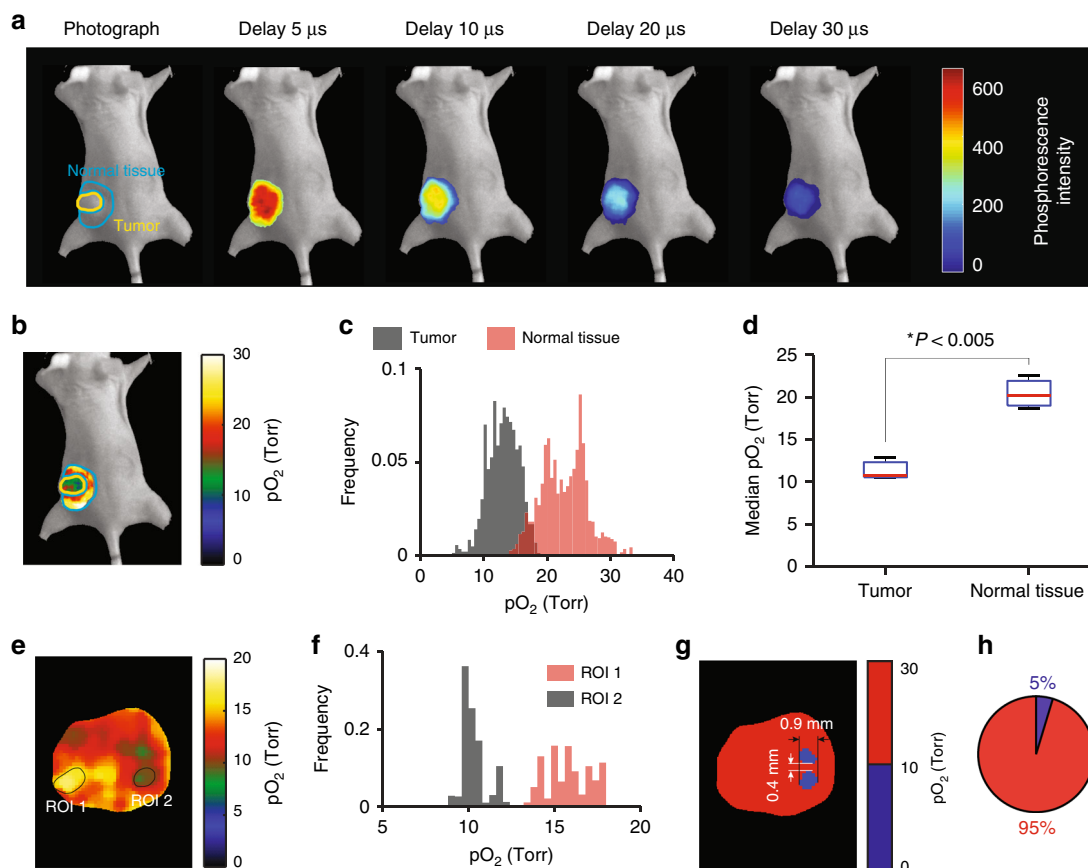 a
Photograph
Delay 5 μs
Delay 10 μs
Delay 20 μs
Delay 30 μs
Normal tissue
Tumor
600
400
200
0
Phosphorescence
intensity
b
30
20
10
0
pO₂ (Torr)
c
Tumor
Normal tissue
0.1
0.05
0
Frequency
0
10
20
30
40
pO₂ (Torr)
d
*P < 0.005
25
20
15
10
5
0
Median pO₂ (Torr)
Tumor
Normal tissue
e
ROI 1
ROI 2
20
15
10
5
0
pO₂ (Torr)
f
ROI 1
ROI 2
0.4
0.2
0
Frequency
5
10
15
20
pO₂ (Torr)
g
0.9 mm
0.4 mm
30
10
0
pO₂ (Torr)
h
5%
95%